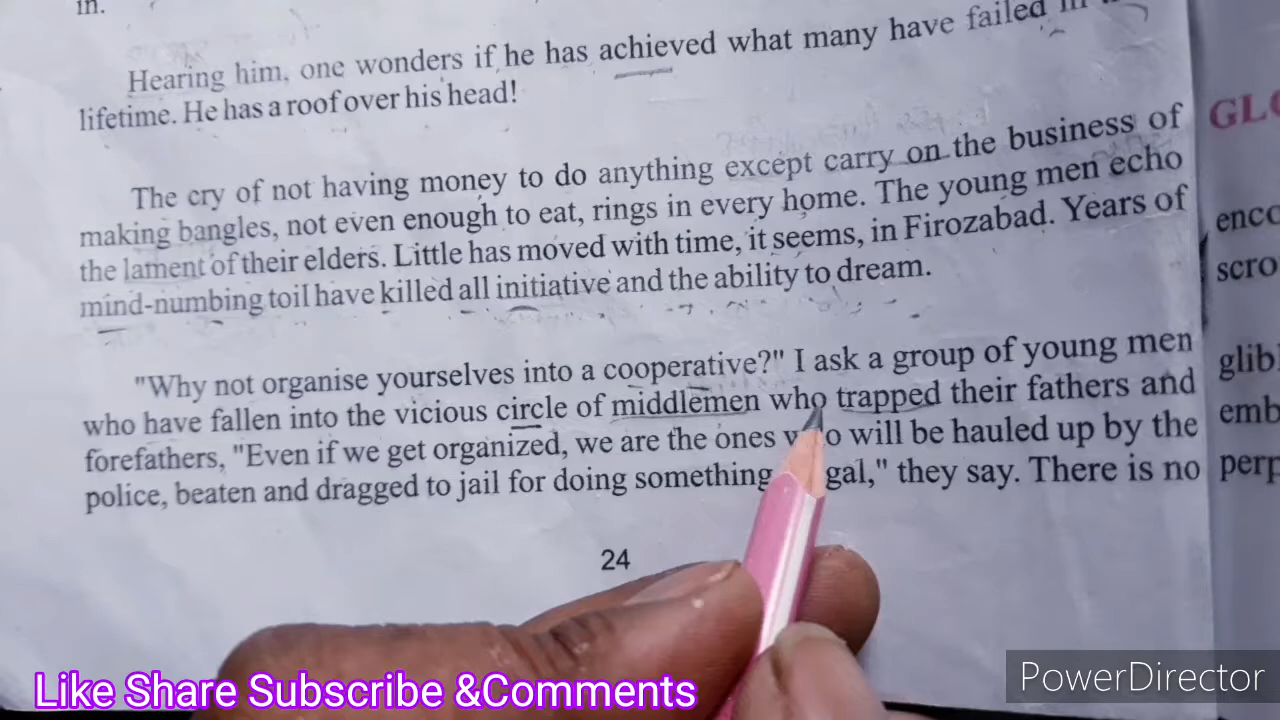 in.
Hearing him, one wonders if he has achieved what many have failed in
lifetime. He has a roof over his head!
The cry of not having money to do anything except carry on the business of
making bangles, not even enough to eat, rings in every home. The young men echo
the lament of their elders. Little has moved with time, it seems, in Firozabad. Years of
mind-numbing toil have killed all initiative and the ability to dream.
"Why not organise yourselves into a cooperative?" I ask a group of young men
who have fallen into the vicious circle of middlemen who trapped their fathers and
forefathers, "Even if we get organized, we are the ones who will be hauled up by the
police, beaten and dragged to jail for doing something gal," they say. There is no
24
GLO
enco
scro
glib
emb
perp
Like Share Subscribe &Comments
PowerDirector